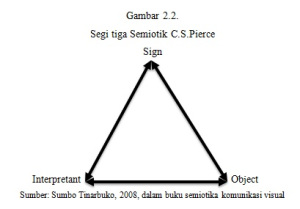 Gambar 2.2.
Segi tiga Semiotik C.S.Pierce
Sign
Interpretant Object
Sumber: Sumbo Tinarbuko, 2008, dalam buku semiotika komunikasi visual